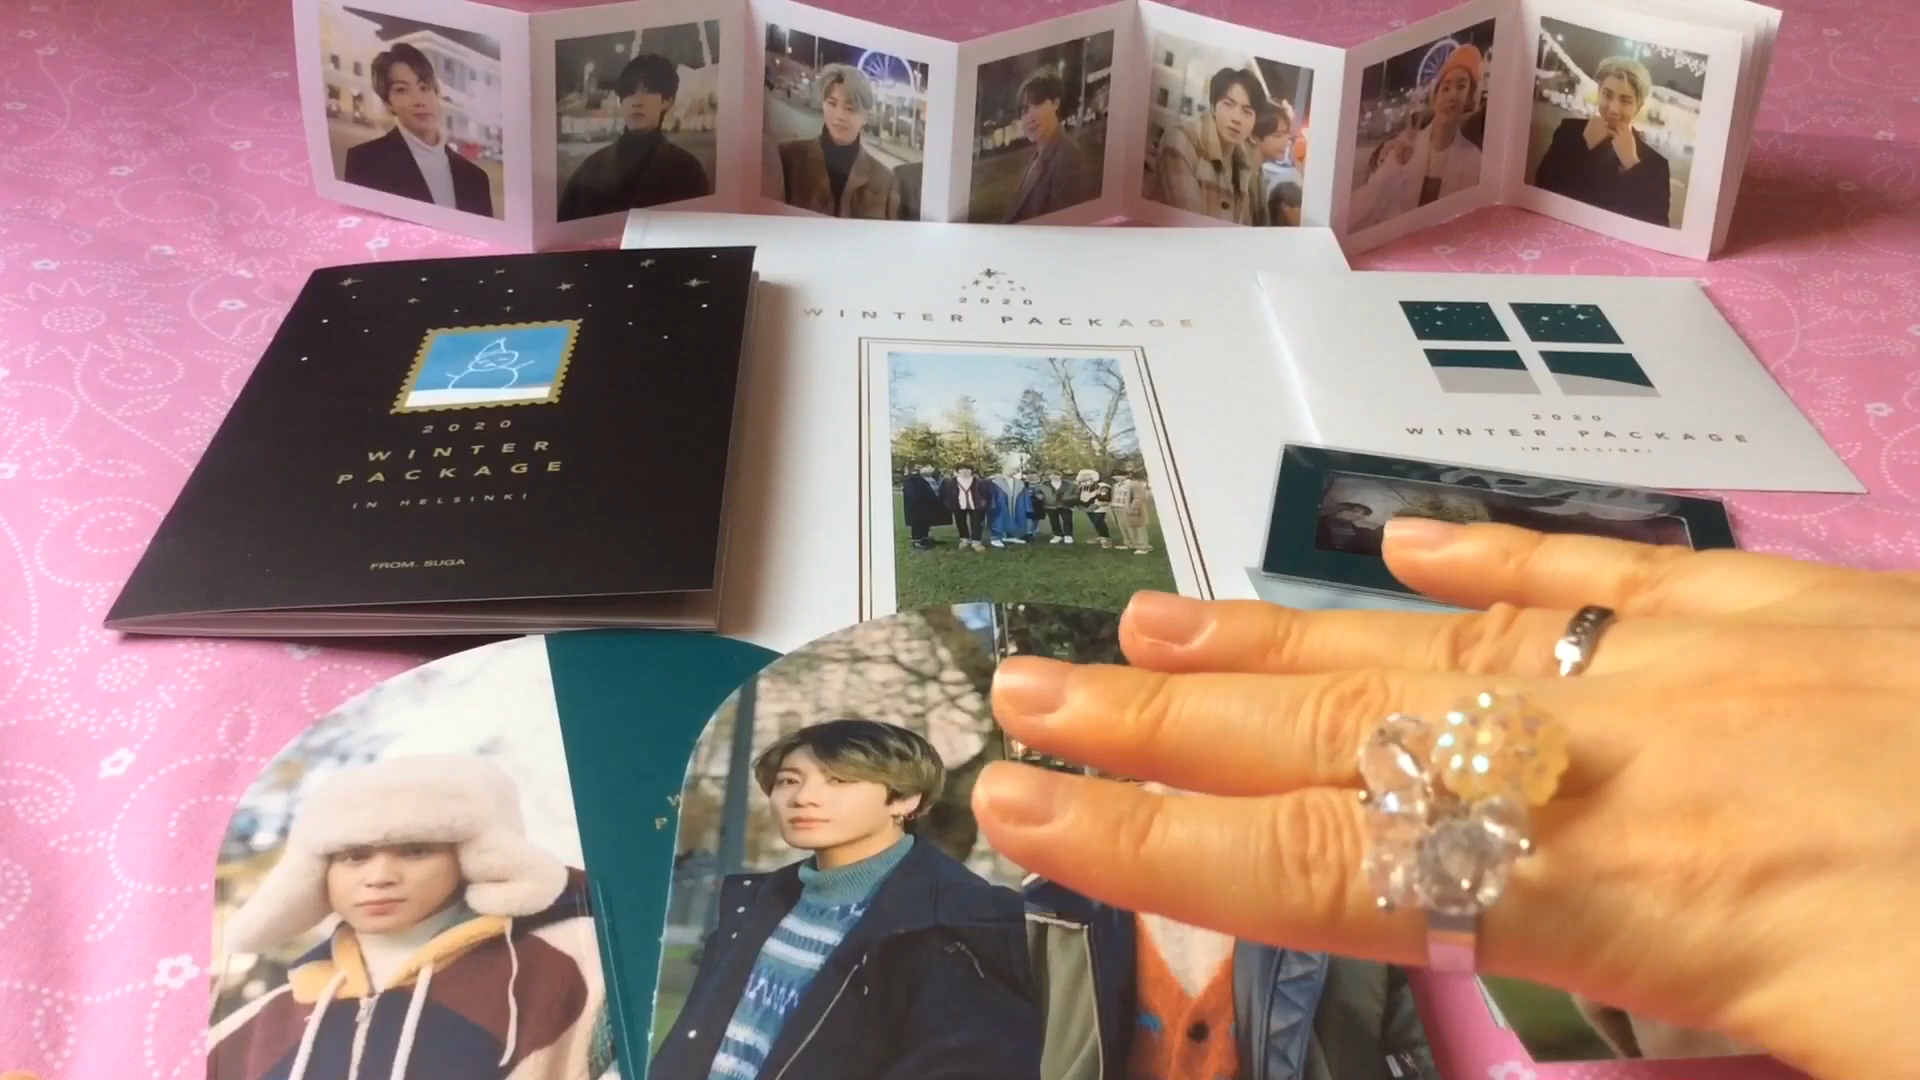 2020
WINTER
PACKAGE
IN HELSINKI
FROM. SUGA
2020
WINTER PACKAGE
2020
WINTER PACKAGE
IN HELSINKI
W
P